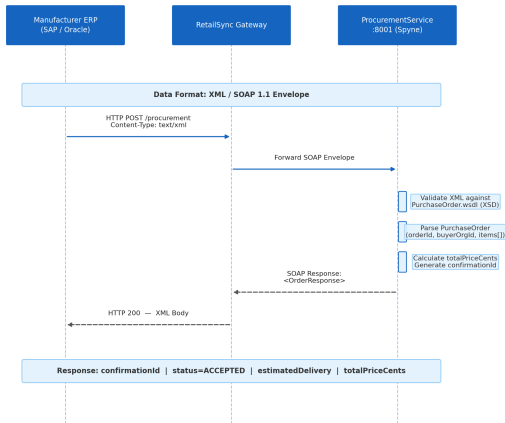 Manufacturer ERP
(SAP / Oracle)
RetailSync Gateway
ProcurementService
:8001 (Spyne)
Data Format: XML / SOAP 1.1 Envelope
HTTP POST /procurement
Content-Type: text/xml
Forward SOAP Envelope
Validate XML against
PurchaseOrder.wsdl (XSD)
Parse PurchaseOrder
(orderId, buyerOrgId, items[])
Calculate totalPriceCents
Generate confirmationId
SOAP Response:
<OrderResponse>
HTTP 200 — XML Body
Response: confirmationId | status=ACCEPTED | estimatedDelivery | totalPriceCents